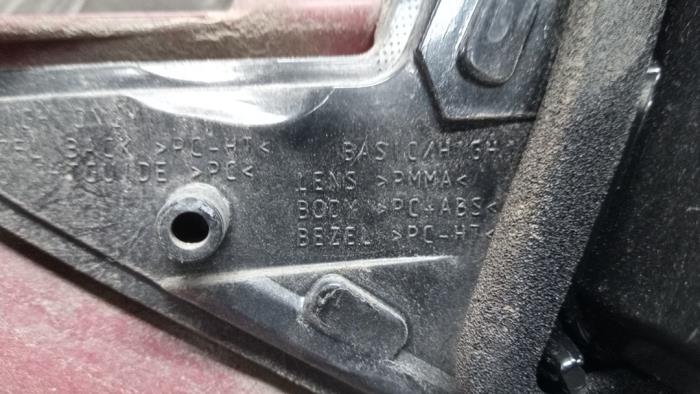 BACK >PC-HT<
GUIDE >PC<
BASIC/HIGH
LENS >PMMA<
BODY >PC+ABS<
BEZEL >PC-HT<